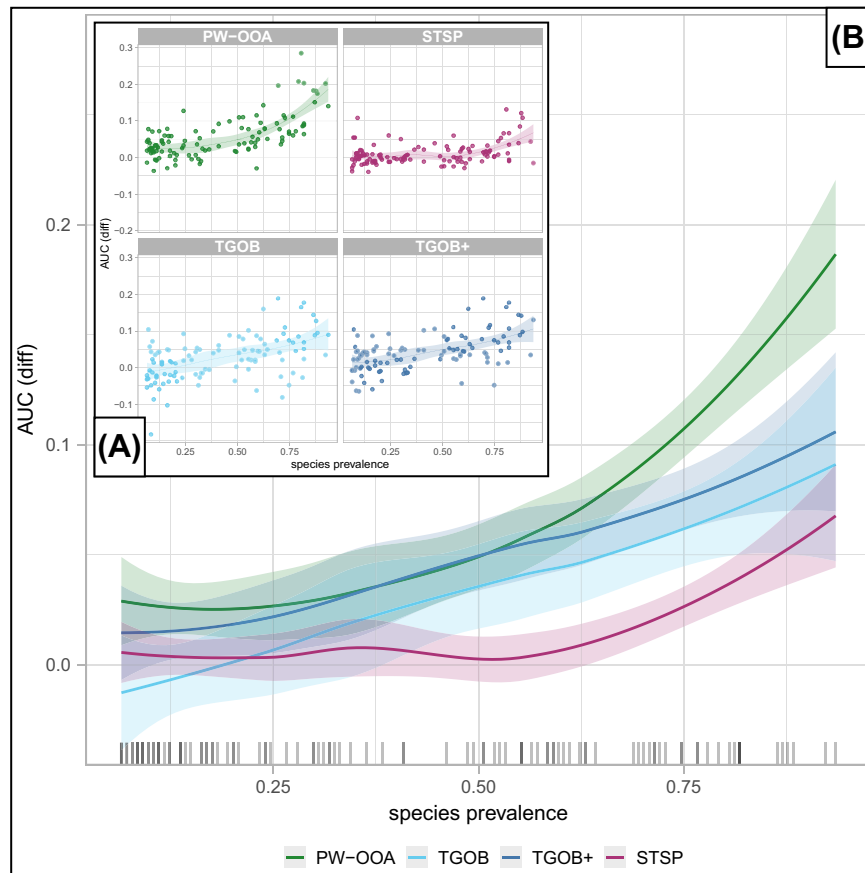 (B)
PW−OOA STSP
0.3
0.2
0.1
0.0
−0.1
−0.2
TGOB TGOB+
0.3
0.2
0.1
0.0
−0.1
AUC (diff)
0.25 0.50 0.75 0.25 0.50 0.75
species prevalence
(A)
0.2
0.1
0.0
AUC (diff)
0.25 0.50 0.75
species prevalence
PW−OOA TGOB TGOB+ STSP